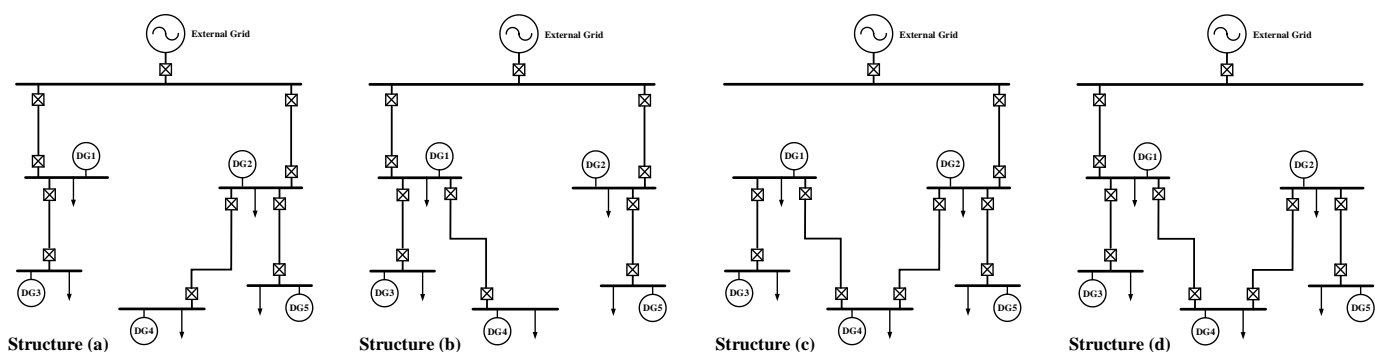 External Grid
DG1
DG2
DG3
DG5
DG4
Structure (a)
External Grid
DG1
DG2
DG3
DG5
DG4
Structure (b)
External Grid
DG1
DG2
DG3
DG5
DG4
Structure (c)
External Grid
DG1
DG2
DG3
DG5
DG4
Structure (d)